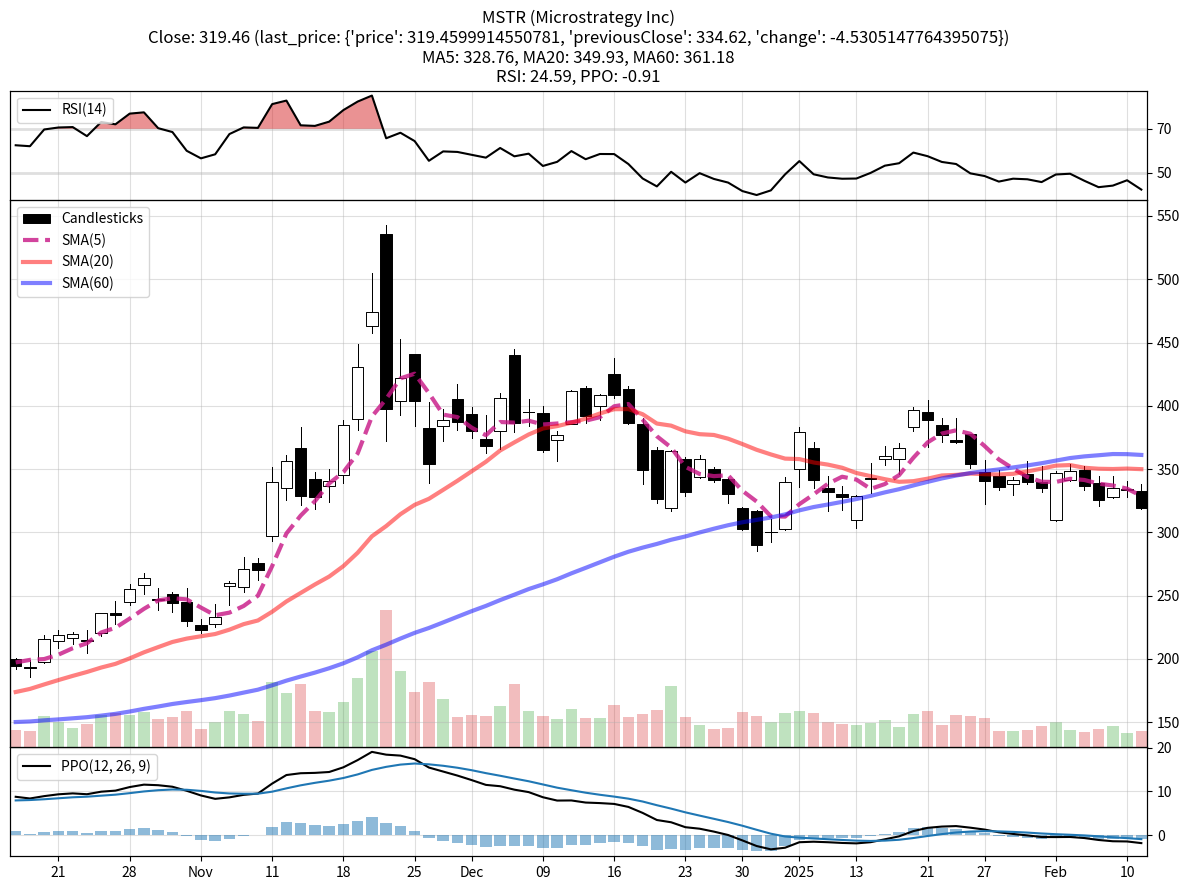 MSTR (Microstrategy Inc)
Close: 319.46 (last_price: {'price': 319.4599914550781, 'previousClose': 334.62, 'change': -4.5305147764395075})
MA5: 328.76, MA20: 349.93, MA60: 361.18
RSI: 24.59, PPO: -0.91
RSI(14)
70
50
Candlesticks
SMA(5)
SMA(20)
SMA(60)
550
500
450
400
350
300
250
200
150
PPO(12, 26, 9)
20
10
0
21 28 Nov 11 18 25 Dec 09 16 23 30 2025 13 21 27 Feb 10